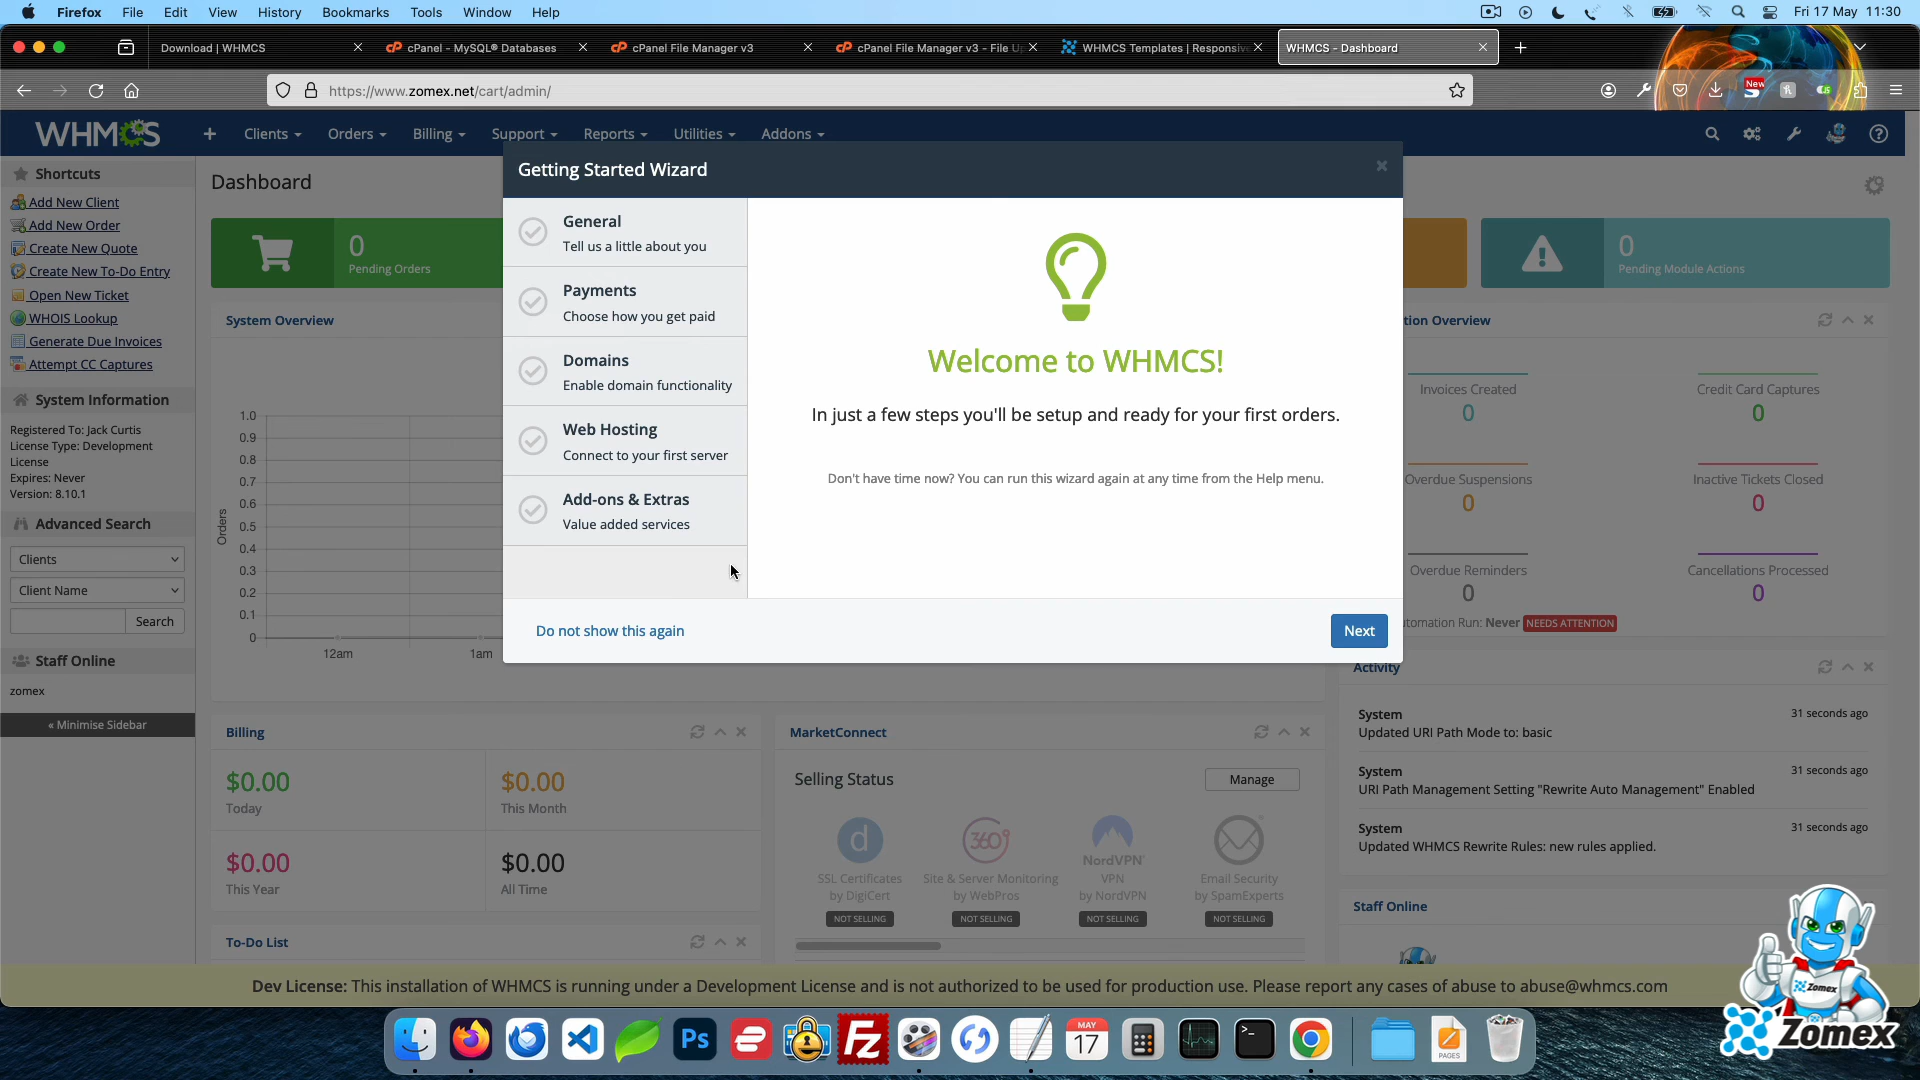 Firefox File Edit View History Bookmarks Tools Window Help
Fri 17 May 11:30
Download | WHMCS
cPanel - MySQL® Databases
cPanel File Manager v3
cPanel File Manager v3 - File U
WHMCS Templates | Responsive
WHMCS - Dashboard
https://www.zomex.net/cart/admin/
New
WHMCS
Clients
Orders
Billing
Support
Reports
Utilities
Addons
Shortcuts
Add New Client
Add New Order
Create New Quote
Create New To-Do Entry
Open New Ticket
WHOIS Lookup
Generate Due Invoices
Attempt CC Captures
System Information
Registered To: Jack Curtis
License Type: Development
License
Expires: Never
Version: 8.10.1
Advanced Search
Clients
Client Name
Search
Staff Online
zomex
« Minimise Sidebar
Dashboard
0
Pending Orders
0
Pending Module Actions
System Overview
1.0
0.9
0.8
0.7
0.6
0.5
0.4
0.3
0.2
0.1
0
Orders
12am
1am
Getting Started Wizard
General
Tell us a little about you
Payments
Choose how you get paid
Domains
Enable domain functionality
Web Hosting
Connect to your first server
Add-ons & Extras
Value added services
Welcome to WHMCS!
In just a few steps you'll be setup and ready for your first orders.
Don't have time now? You can run this wizard again at any time from the Help menu.
Do not show this again
Next
tion Overview
Invoices Created
0
Credit Card Captures
0
Overdue Suspensions
0
Inactive Tickets Closed
0
Overdue Reminders
0
Cancellations Processed
0
utomation Run: Never NEEDS ATTENTION
Activity
System
31 seconds ago
Updated URI Path Mode to: basic
System
31 seconds ago
URI Path Management Setting "Rewrite Auto Management" Enabled
System
31 seconds ago
Updated WHMCS Rewrite Rules: new rules applied.
Staff Online
Billing
$0.00
Today
$0.00
This Month
$0.00
This Year
$0.00
All Time
To-Do List
MarketConnect
Selling Status
Manage
d
SSL Certificates
by DigiCert
NOT SELLING
360°
Site & Server Monitoring
by WebPros
NOT SELLING
NordVPN
VPN
by NordVPN
NOT SELLING
Email Security
by SpamExperts
NOT SELLING
Dev License: This installation of WHMCS is running under a Development License and is not authorized to be used for production use. Please report any cases of abuse to abuse@whmcs.com
Ps
Fz
MAY
17
PAGES
Zomex
Zomex